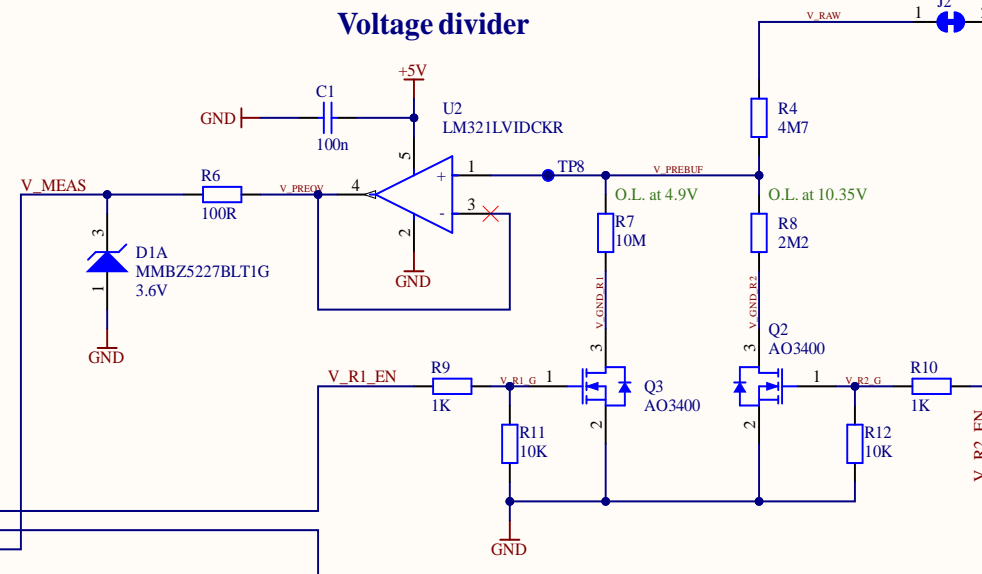 Voltage divider
J2
V_RAW
1
+5V
C1
GND
100n
U2
LM321LVIDCKR
R4
4M7
5
+
1
TP8
V_PREBUF
V_MEAS
R6
100R
V_PREOV
4
-
3
2
GND
O.L. at 4.9V
O.L. at 10.35V
R7
10M
R8
2M2
3
D1A
MMBZ5227BLT1G
3.6V
1
GND
V_GND_R1
V_GND_R2
Q2
AO3400
3
3
V_R1_EN
R9
1K
V_R1_G
1
Q3
AO3400
1
V_R2_G
R10
1K
2
2
R11
10K
R12
10K
V_R2_EN
GND